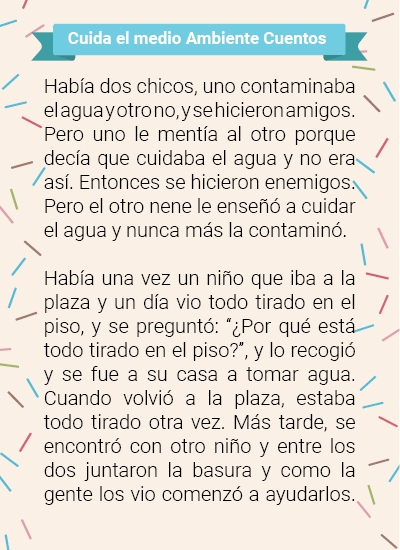 Cuida el medio Ambiente Cuentos
Había dos chicos, uno contaminaba
el agua y otro no, y se hicieron amigos.
Pero uno le mentía al otro porque
decía que cuidaba el agua y no era
así. Entonces se hicieron enemigos.
Pero el otro nene le enseñó a cuidar
el agua y nunca más la contaminó.
Había una vez un niño que iba a la
plaza y un día vio todo tirado en el
piso, y se preguntó: “¿Por qué está
todo tirado en el piso?”, y lo recogió
y se fue a su casa a tomar agua.
Cuando volvió a la plaza, estaba
todo tirado otra vez. Más tarde, se
encontró con otro niño y entre los
dos juntaron la basura y como la
gente los vio comenzó a ayudarlos.